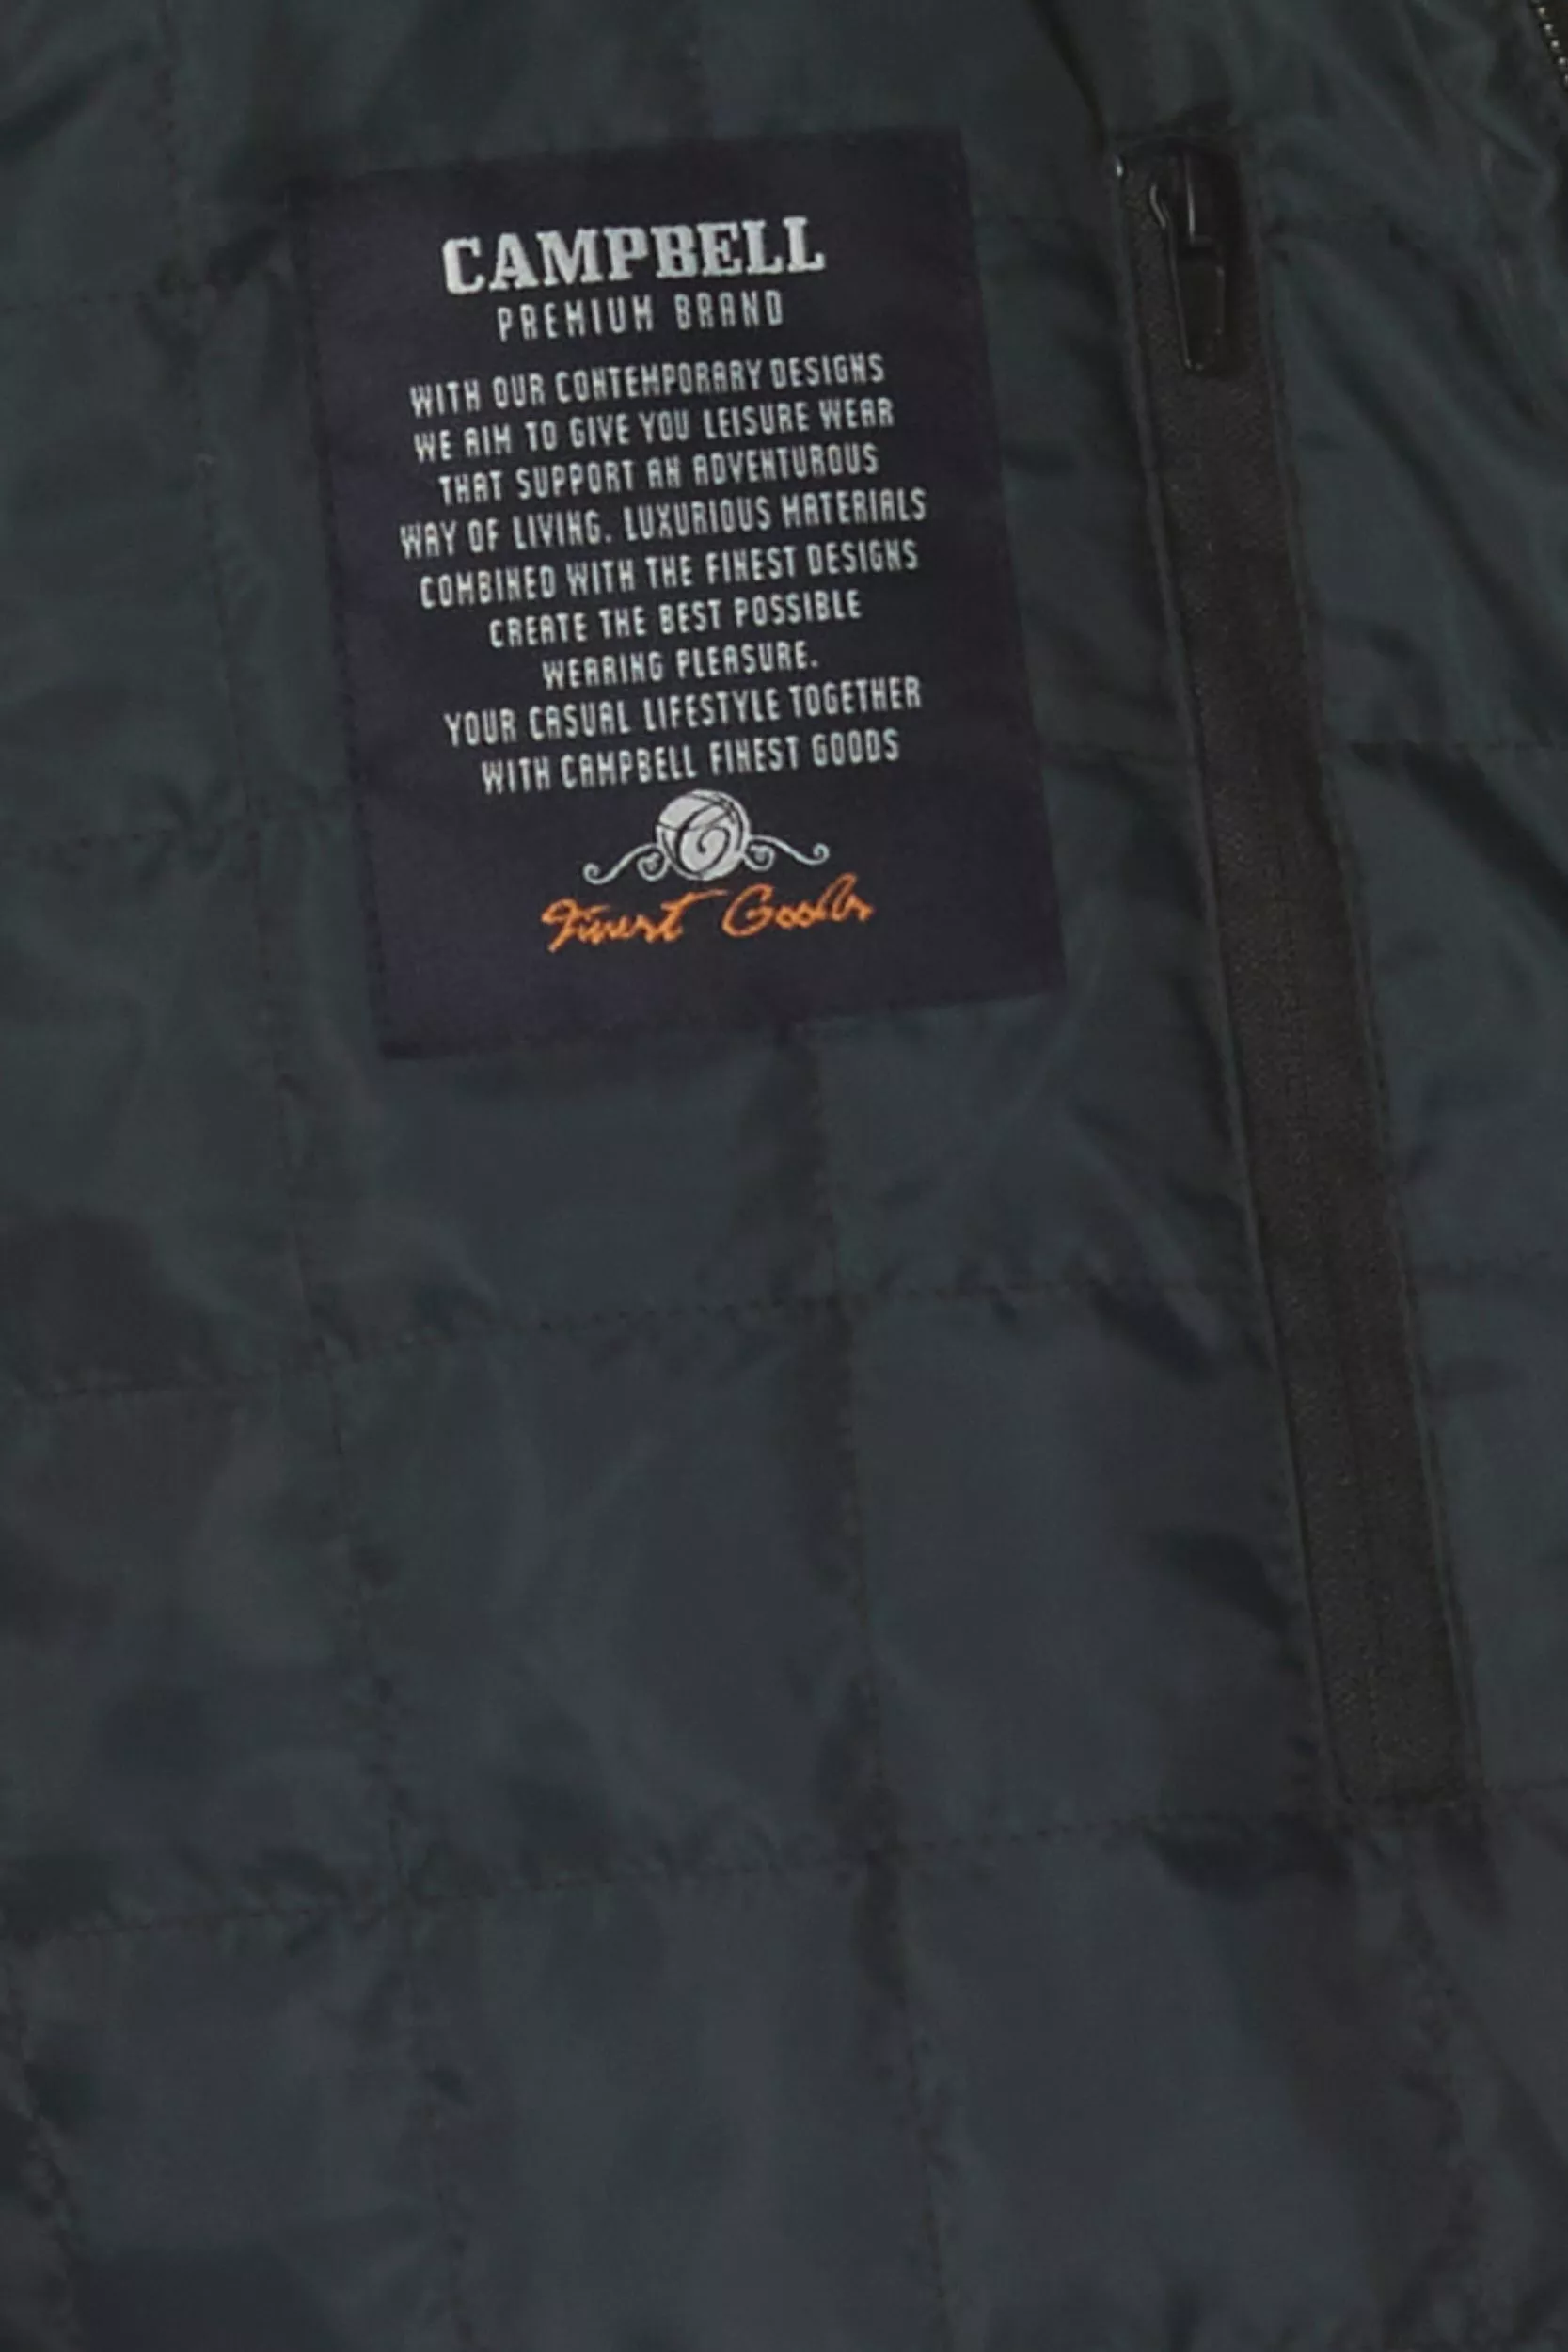 CAMPBELL
PREMIUM BRAND
WITH OUR CONTEMPORARY DESIGNS
WE AIM TO GIVE YOU LEISURE WEAR
THAT SUPPORT AN ADVENTUROUS
WAY OF LIVING. LUXURIOUS MATERIALS
COMBINED WITH THE FINEST DESIGNS
CREATE THE BEST POSSIBLE
WEARING PLEASURE.
YOUR CASUAL LIFESTYLE TOGETHER
WITH CAMPBELL FINEST GOODS
Finest Goods